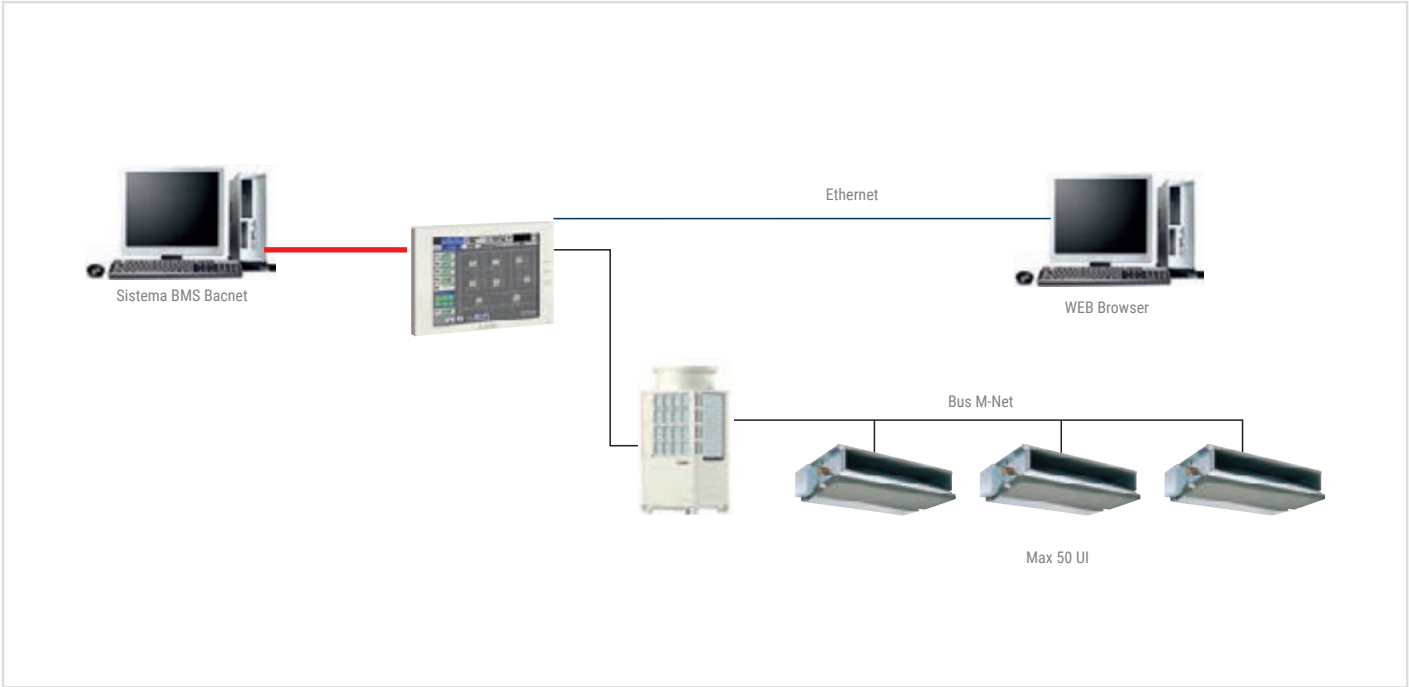 Ethernet
Sistema BMS Bacnet
WEB Browser
Bus M-Net
Max 50 UI